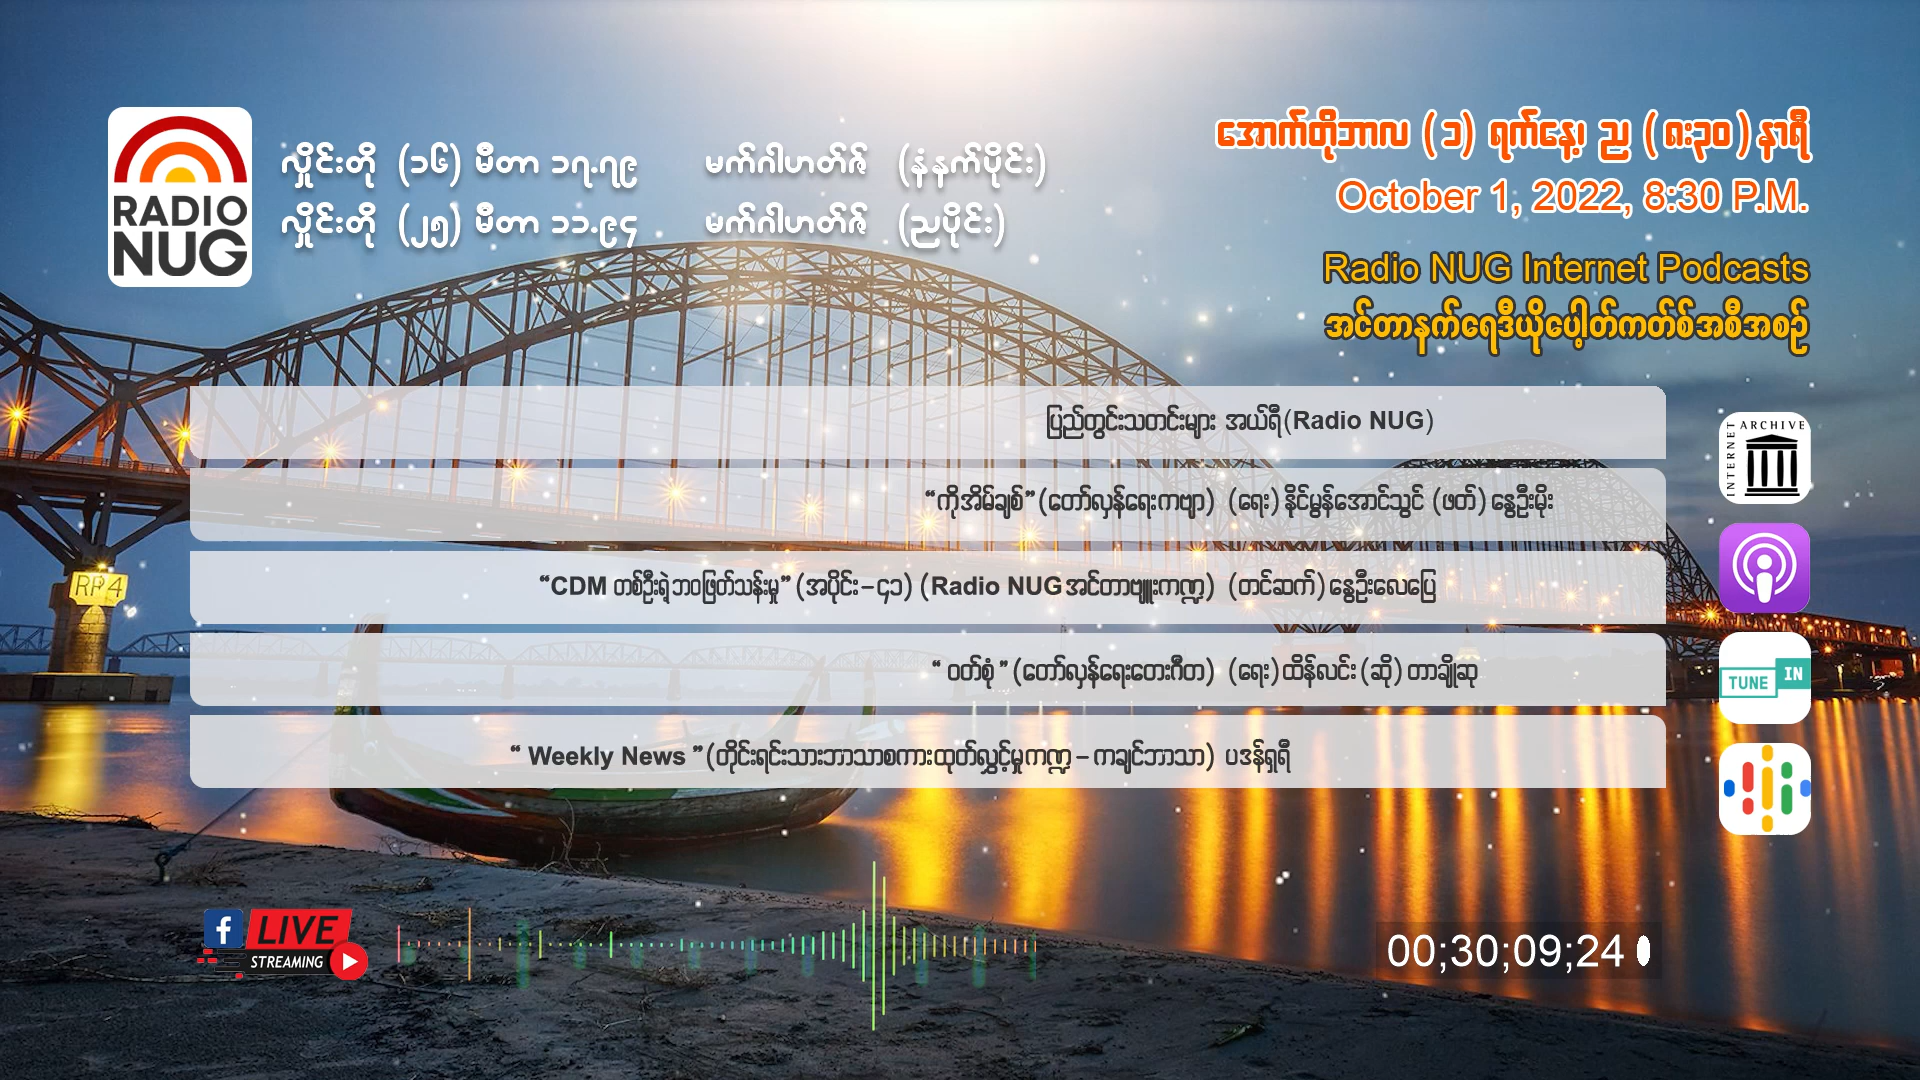 RADIO
NUG
လှိုင်းတို (၁၆) မီတာ ၁၇.၇၉ မက်ဂါဟတ်ဇ် (နံနက်ပိုင်း)
လှိုင်းတို (၂၅) မီတာ ၁၁.၉၄ မက်ဂါဟတ်ဇ် (ညပိုင်း)
အောက်တိုဘာလ (၁) ရက်နေ့၊ ည (၈း၃၀) နာရီ
October 1, 2022, 8:30 P.M.
Radio NUG Internet Podcasts
အင်တာနက်ရေဒီယိုပေါ့တ်ကတ်စ်အစီအစဉ်
ပြည်တွင်းသတင်းများ အယ်ရီ (Radio NUG)
“ကိုအိမ်ချစ်” (တော်လှန်ရေးကဗျာ) (ရေး) နိုင်မွန်အောင်သွင် (ဖတ်) နွေဦးမိုး
“CDM တစ်ဦးရဲ့ဘဝဖြတ်သန်းမှု” (အပိုင်း – ၄၁) (Radio NUG အင်တာဗျူးကဏ္ဍ) (တင်ဆက်) နွေဦးလေပြေ
“ ဝတ်စုံ ” (တော်လှန်ရေးတေးဂီတ) (ရေး) ထိန်လင်း (ဆို) တာချိုဆု
“ Weekly News ” (တိုင်းရင်းသားဘာသာစကားထုတ်လွှင့်မှုကဏ္ဍ – ကချင်ဘာသာ) ပဒန်ရှရီ
INTERNET ARCHIVE
TUNE IN
RP4
f LIVE
STREAMING
00;30;09;24